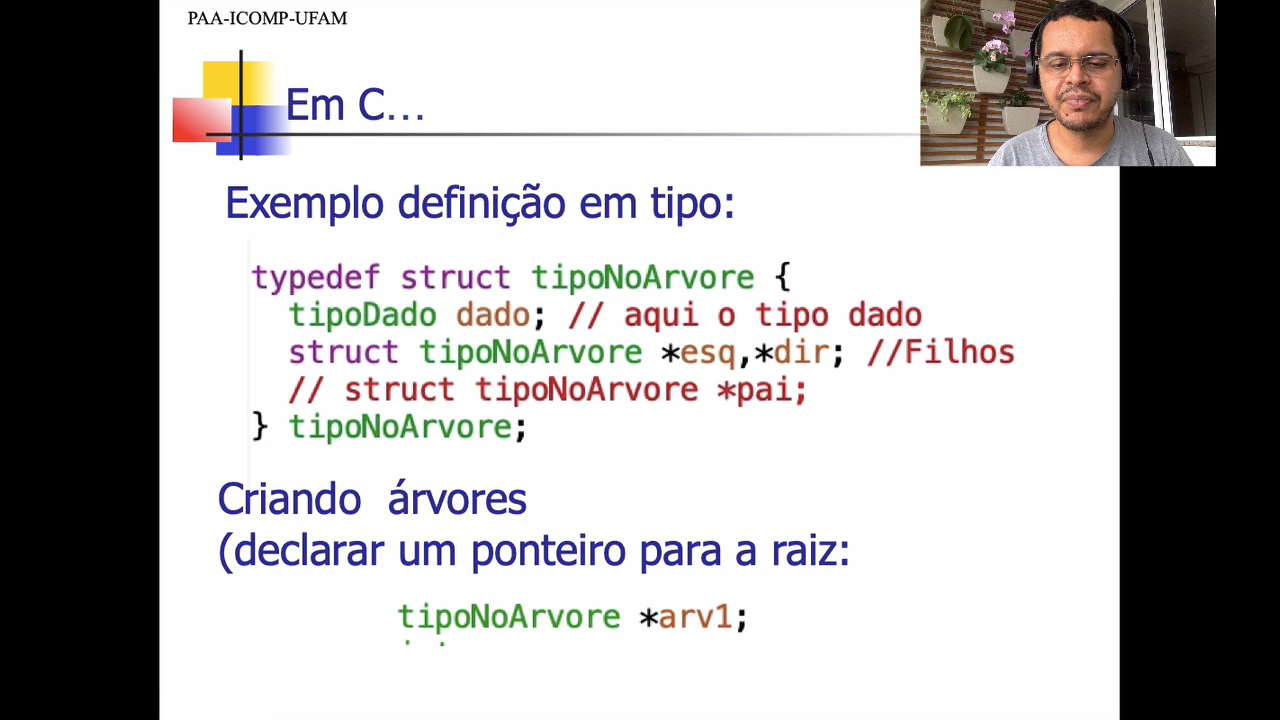 PAA-ICOMP-UFAM
Em C...
Exemplo definição em tipo:
typedef struct tipoNoArvore {
tipoDado dado; // aqui o tipo dado
struct tipoNoArvore *esq,*dir; //Filhos
// struct tipoNoArvore *pai;
} tipoNoArvore;
Criando árvores
(declarar um ponteiro para a raiz:
tipoNoArvore *arv1;